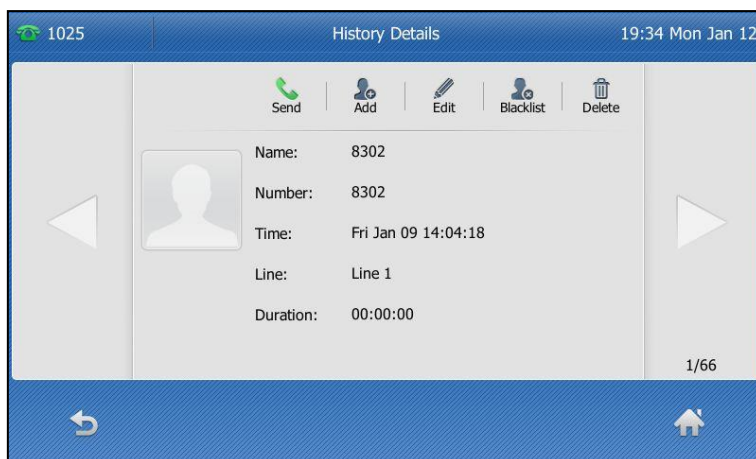 1025 History Details 19:34 Mon Jan 12
Send Add Edit Blacklist Delete
Name: 8302
Number: 8302
Time: Fri Jan 09 14:04:18
Line: Line 1
Duration: 00:00:00
1/66